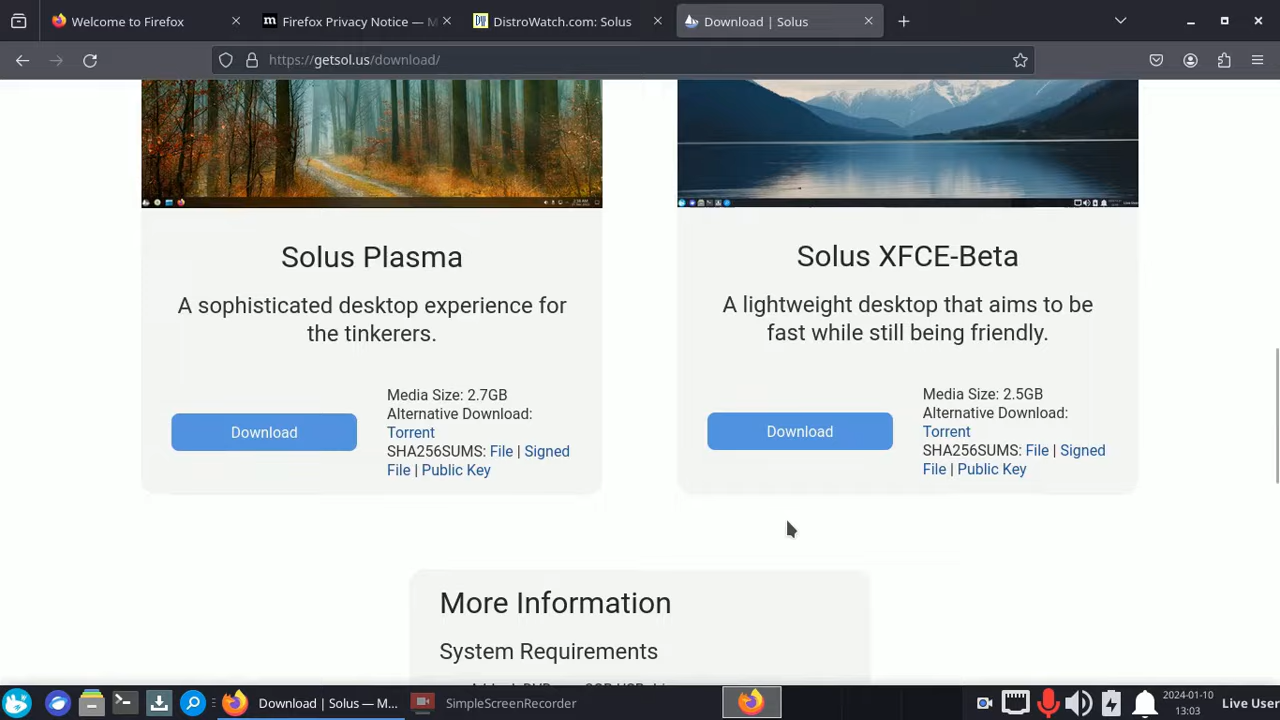 Welcome to Firefox
Firefox Privacy Notice — M
DistroWatch.com: Solus
Download | Solus
https://getsol.us/download/
Solus Plasma
A sophisticated desktop experience for
the tinkerers.
Download
Media Size: 2.7GB
Alternative Download:
Torrent
SHA256SUMS: File | Signed
File | Public Key
Solus XFCE-Beta
A lightweight desktop that aims to be
fast while still being friendly.
Download
Media Size: 2.5GB
Alternative Download:
Torrent
SHA256SUMS: File | Signed
File | Public Key
More Information
System Requirements
Download | Solus — M...
SimpleScreenRecorder
2024-01-10
13:03
Live User